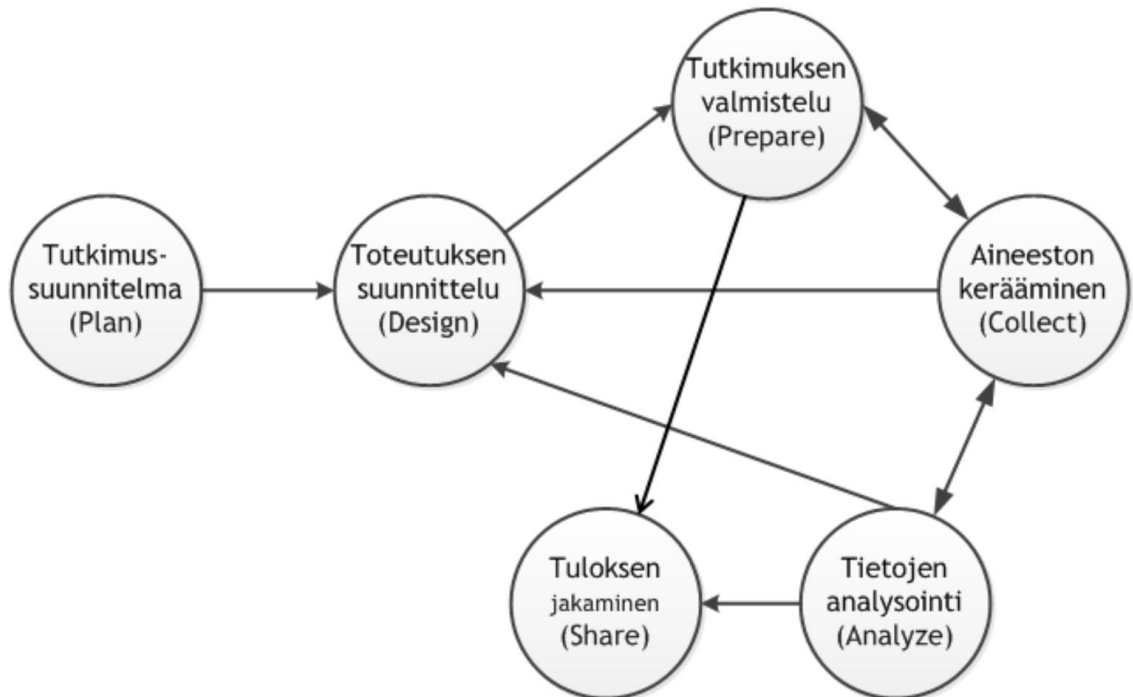 Tutkimuksen
valmistelu
(Prepare)
Tutkimus-
suunnitelma
(Plan)
Toteutuksen
suunnittelu
(Design)
Aineeston
kerääminen
(Collect)
Tuloksen
jakaminen
(Share)
Tietojen
analysointi
(Analyze)